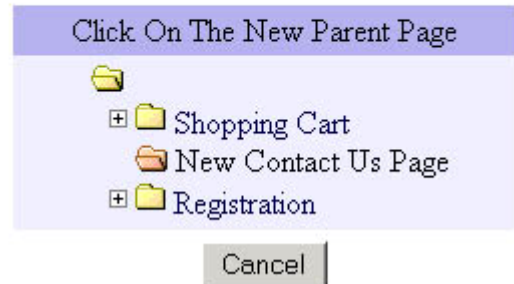 Click On The New Parent Page
Shopping Cart
New Contact Us Page
Registration
Cancel